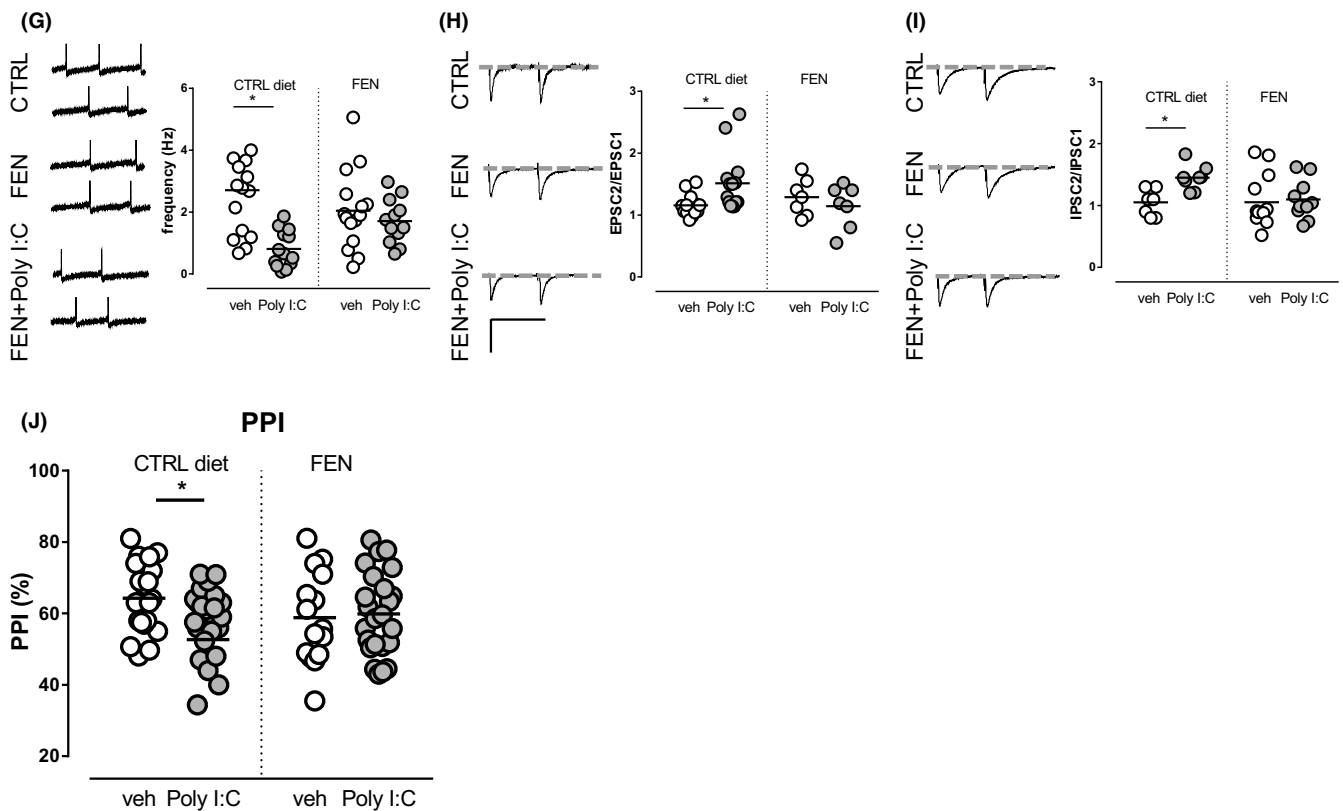 (G)
CTRL
FEN
FEN+Poly I:C
frequency (Hz)
6
4
2
0
CTRL diet
FEN
*
veh Poly I:C
veh Poly I:C
(H)
CTRL
FEN
FEN+Poly I:C
EPSC2/EPSC1
3
2
1
0
CTRL diet
FEN
*
veh Poly I:C
veh Poly I:C
(I)
CTRL
FEN
FEN+Poly I:C
IPSC2/IPSC1
3
2
1
0
CTRL diet
FEN
*
veh Poly I:C
veh Poly I:C
(J)
PPI
CTRL diet
FEN
*
PPI (%)
100
80
60
40
20
veh Poly I:C
veh Poly I:C